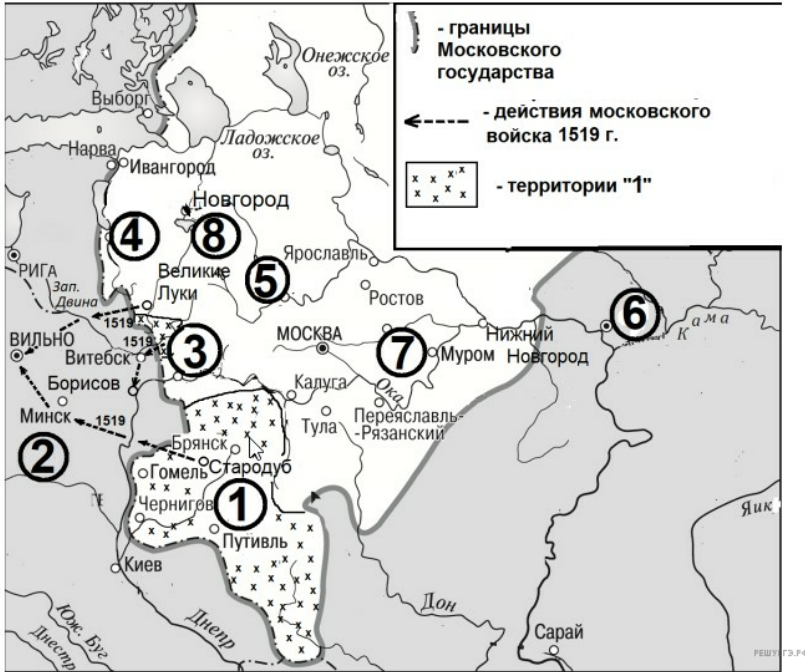 - границы
Московского
государства
- действия московского
войска 1519 г.
- территории "1"
Онежское
оз.
Выборг
Ладожское
оз.
Нарва
Ивангород
Новгород
4
8
5
Ярославль
РИГА
Великие
Луки
Зап.
Двина
Ростов
6
1519
ВИЛЬНО
1519
Витебск
3
МОСКВА
7
Муром
Нижний
Новгород
Кама
Борисов
Калуга
Ока
Минск
1519
Тула
Переяславль-
-Рязанский
2
Брянск
Гомель
Стародуб
1
Чернигов
Путивль
Яик
Киев
Днепр
Дон
Юж. Буг
Днестр
Сарай